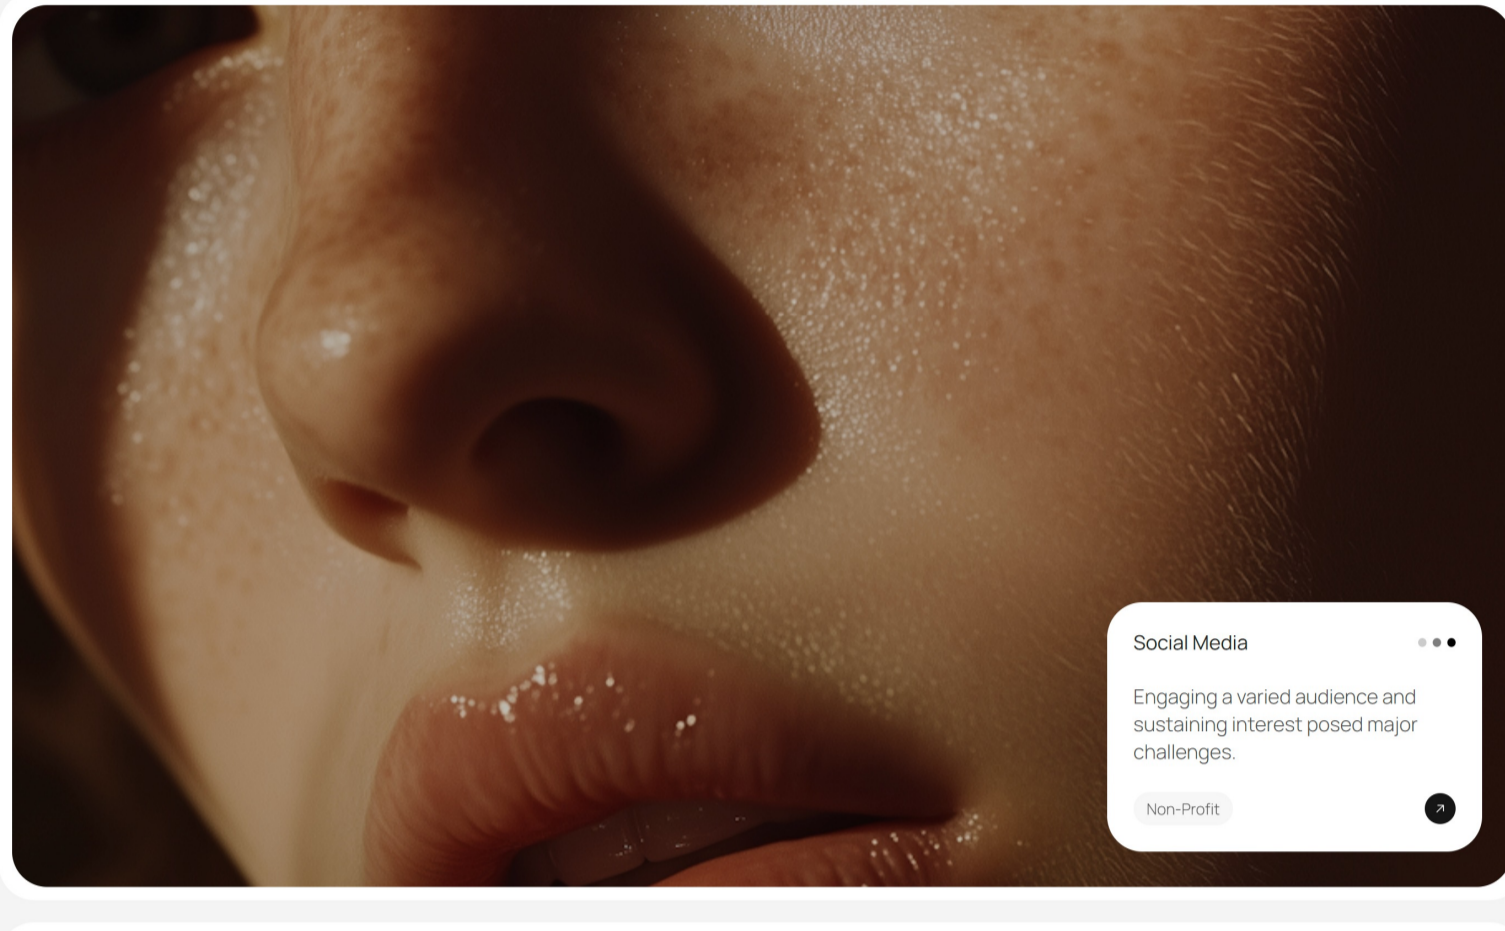 Social Media
Engaging a varied audience and
sustaining interest posed major
challenges.
Non-Profit